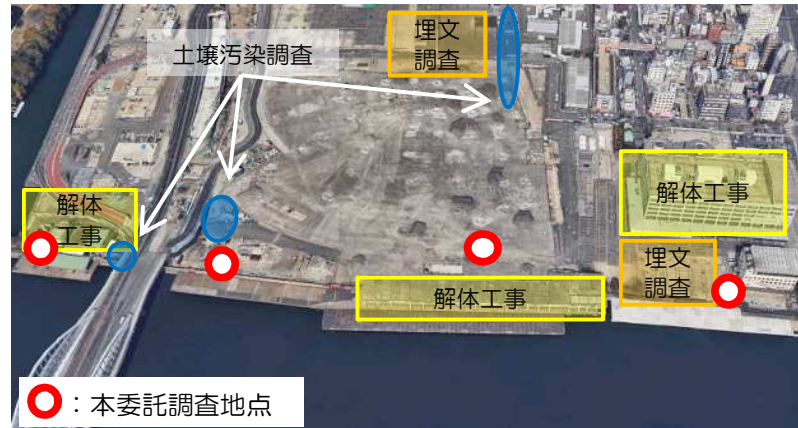 土壌汚染調査
埋文
調査
解体
工事
解体工事
埋文
調査
解体工事
：本委託調査地点